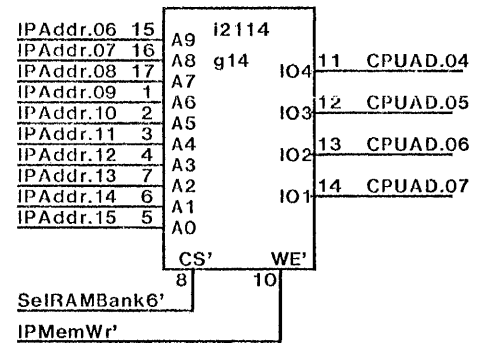 IPAddr.06 15 A9 i2114
IPAddr.07 16 A8 g14 IO4 11 CPUAD.04
IPAddr.08 17 A7
IPAddr.09 1 A6 IO3 12 CPUAD.05
IPAddr.10 2 A5
IPAddr.11 3 A4 IO2 13 CPUAD.06
IPAddr.12 4 A3
IPAddr.13 7 A2 IO1 14 CPUAD.07
IPAddr.14 6 A1
IPAddr.15 5 A0
CS' WE'
8 10
SelRAMBank6'
IPMemWr'